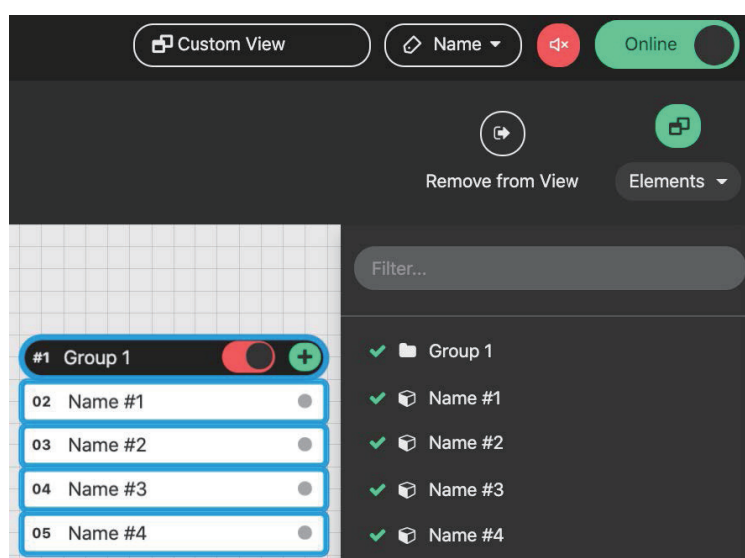 Custom View
Name
Online
Remove from View
Elements
Filter...
#1 Group 1
02 Name #1
03 Name #2
04 Name #3
05 Name #4
Group 1
Name #1
Name #2
Name #3
Name #4